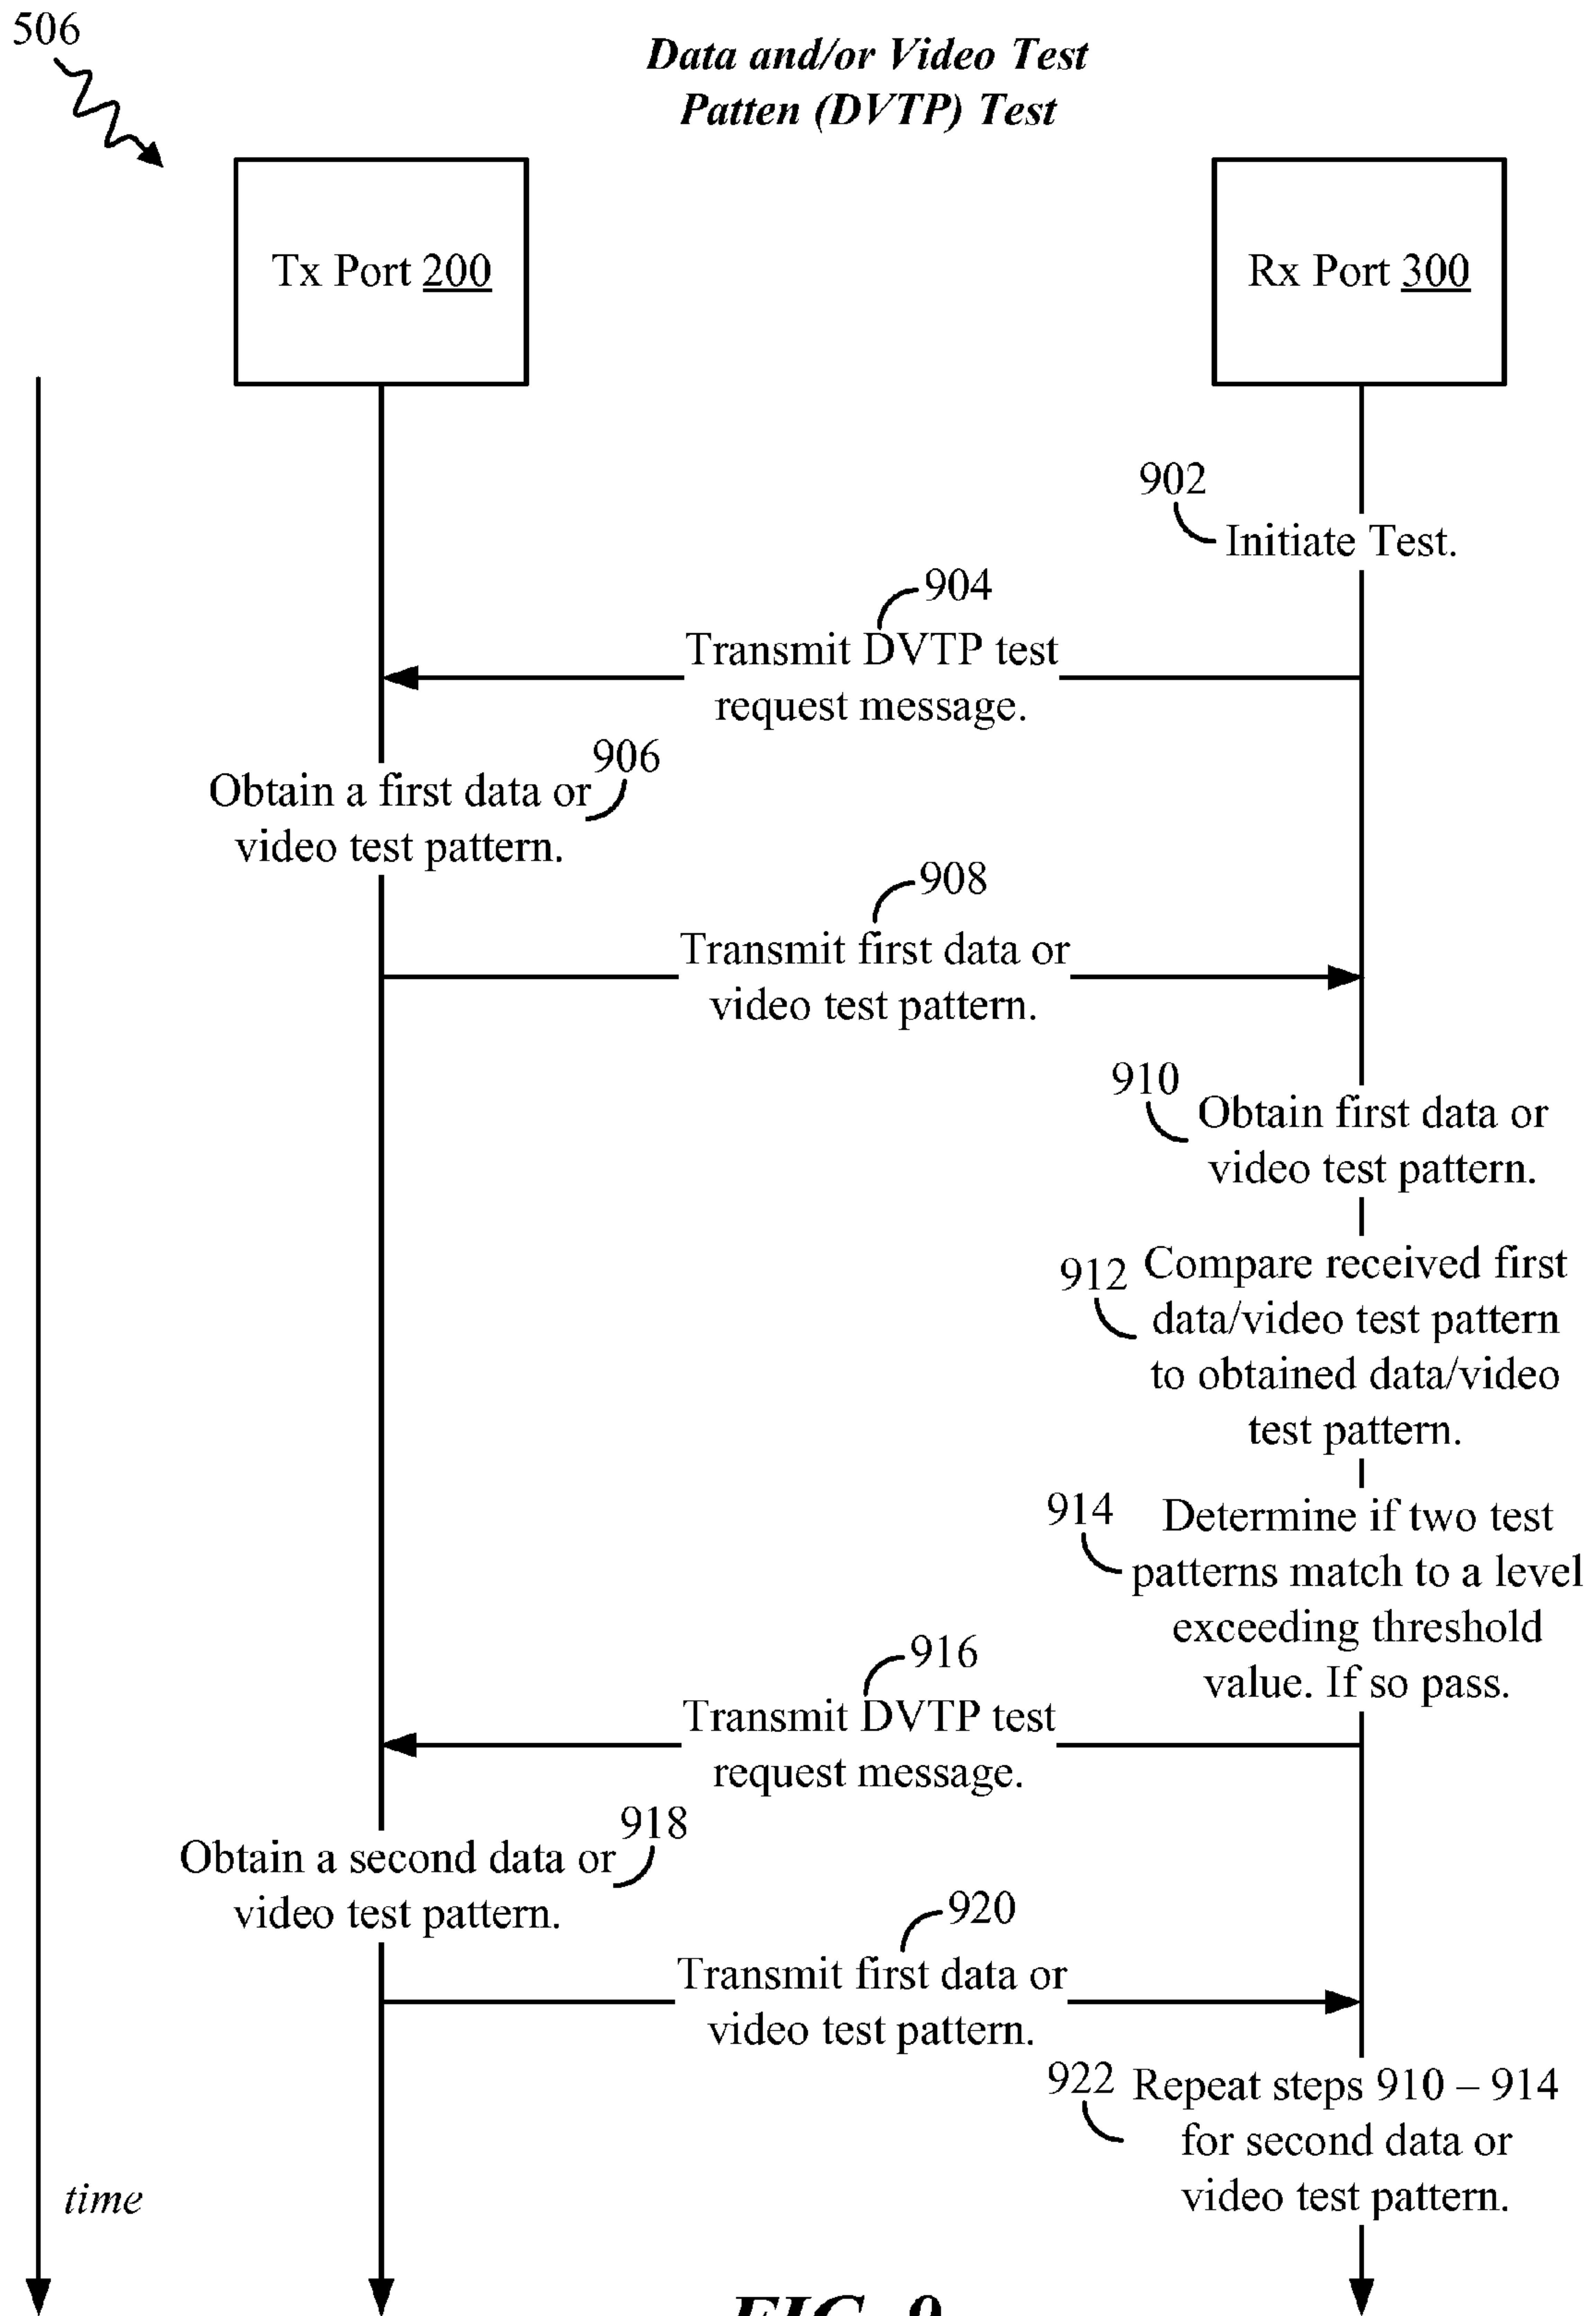 506
Data and/or Video Test
Patten (DVTP) Test
Tx Port 200
Rx Port 300
902
Initiate Test.
904
Transmit DVTP test
request message.
906
Obtain a first data or
video test pattern.
908
Transmit first data or
video test pattern.
910
Obtain first data or
video test pattern.
912
Compare received first
data/video test pattern
to obtained data/video
test pattern.
914
Determine if two test
patterns match to a level
exceeding threshold
value. If so pass.
916
Transmit DVTP test
request message.
918
Obtain a second data or
video test pattern.
920
Transmit first data or
video test pattern.
922
Repeat steps 910 – 914
for second data or
video test pattern.
time
FIG. 9